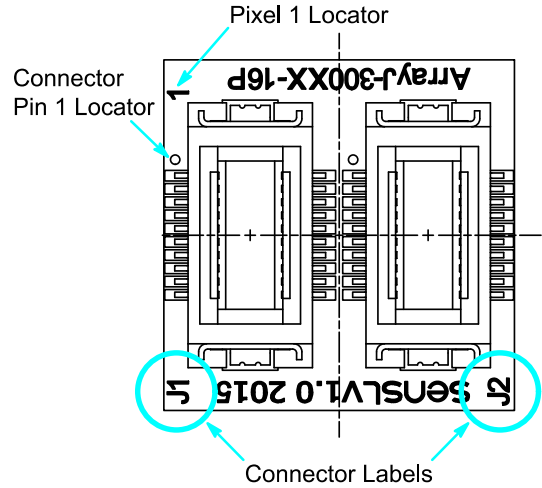 Pixel 1 Locator
ArrayJ-300XX-16P
Connector
Pin 1 Locator
1
J1
SenSLV1.0 2015
J2
Connector Labels